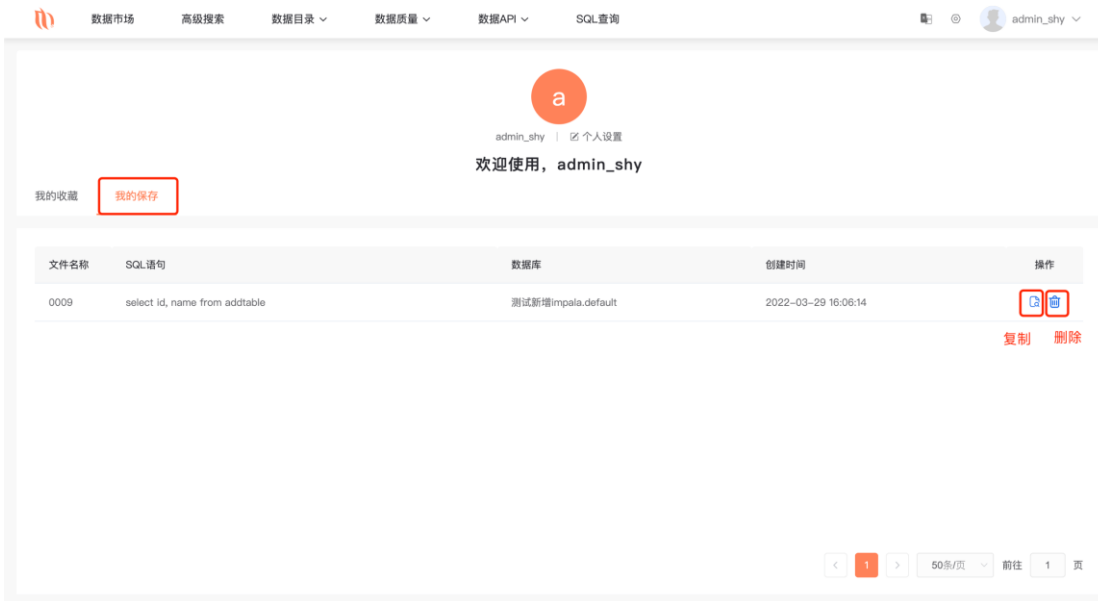 数据市场 高级搜索 数据目录 数据质量 数据API SQL查询 admin_shy
a
admin_shy 个人设置
欢迎使用，admin_shy
我的收藏 我的保存
文件名称 SQL语句 数据库 创建时间 操作
0009 select id, name from addtable 测试新增impala.default 2022-03-29 16:06:14
复制 删除
1 50条/页 前往 1 页